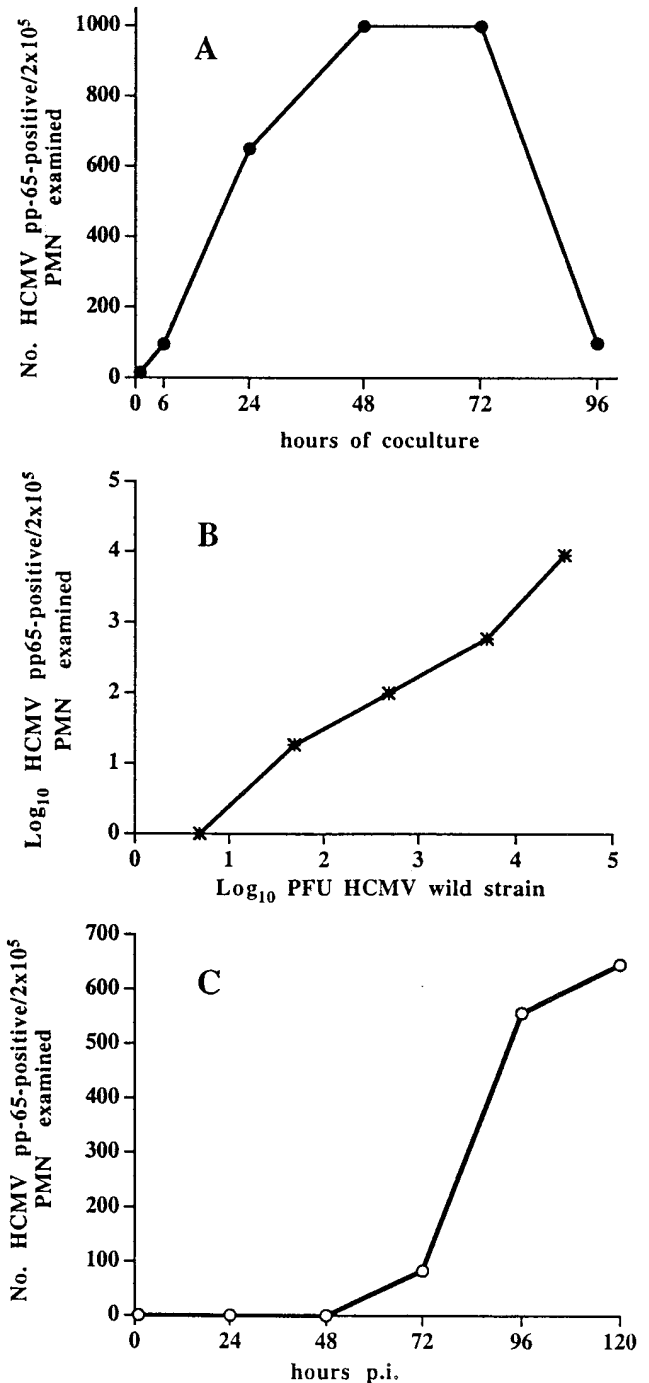 A
No. HCMV pp-65-positive/2x10⁵
PMN examined
1000
800
600
400
200
0
0 6 24 48 72 96
hours of coculture
B
Log₁₀ HCMV pp65-positive/2x10⁵
PMN examined
5
4
3
2
1
0
0 1 2 3 4 5
Log₁₀ PFU HCMV wild strain
C
No. HCMV pp-65-positive/2x10⁵
PMN examined
700
600
500
400
300
200
100
0
0 24 48 72 96 120
hours p.i.